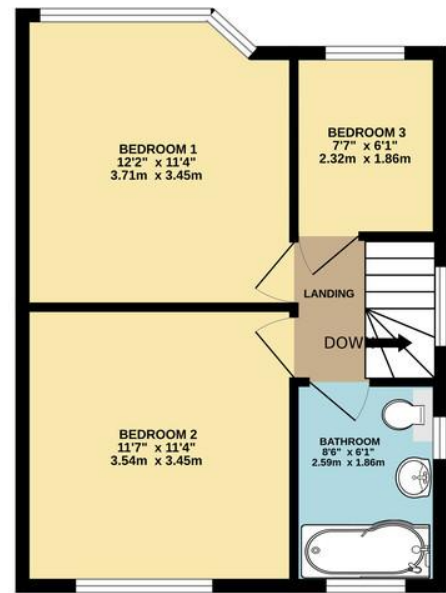 BEDROOM 1
12'2" x 11'4"
3.71m x 3.45m
BEDROOM 3
7'7" x 6'1"
2.32m x 1.86m
LANDING
DOW
BEDROOM 2
11'7" x 11'4"
3.54m x 3.45m
BATHROOM
8'6" x 6'1"
2.59m x 1.86m